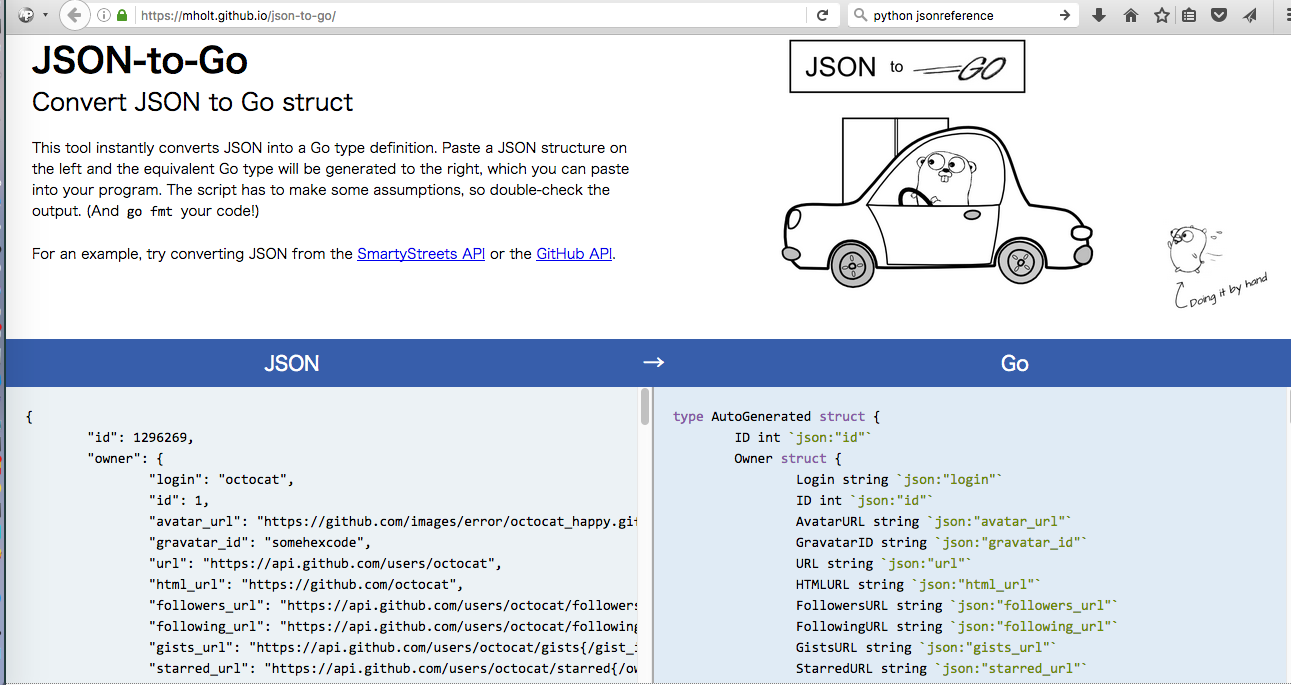 https://mholt.github.io/json-to-go/
python jsonreference
JSON-to-Go
Convert JSON to Go struct
This tool instantly converts JSON into a Go type definition. Paste a JSON structure on
the left and the equivalent Go type will be generated to the right, which you can paste
into your program. The script has to make some assumptions, so double-check the
output. (And go fmt your code!)
For an example, try converting JSON from the SmartyStreets API or the GitHub API.
JSON to GO
Doing it by hand
JSON → Go
{
"id": 1296269,
"owner": {
"login": "octocat",
"id": 1,
"avatar_url": "https://github.com/images/error/octocat_happy.gif
"gravatar_id": "somehexcode",
"url": "https://api.github.com/users/octocat",
"html_url": "https://github.com/octocat",
"followers_url": "https://api.github.com/users/octocat/followers
"following_url": "https://api.github.com/users/octocat/following
"gists_url": "https://api.github.com/users/octocat/gists{/gist_i
"starred_url": "https://api.github.com/users/octocat/starred{/ow
type AutoGenerated struct {
ID int `json:"id"`
Owner struct {
Login string `json:"login"`
ID int `json:"id"`
AvatarURL string `json:"avatar_url"`
GravatarID string `json:"gravatar_id"`
URL string `json:"url"`
HTMLURL string `json:"html_url"`
FollowersURL string `json:"followers_url"`
FollowingURL string `json:"following_url"`
GistsURL string `json:"gists_url"`
StarredURL string `json:"starred_url"`